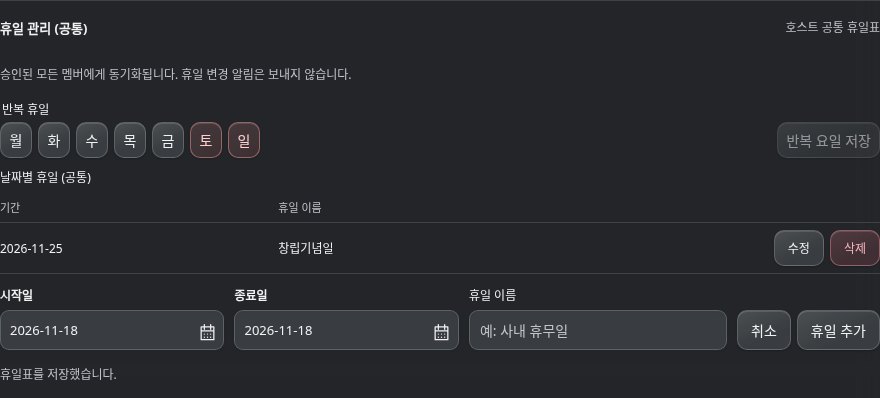 휴일 관리 (공통) 호스트 공통 휴일표
승인된 모든 멤버에게 동기화됩니다. 휴일 변경 알림은 보내지 않습니다.
반복 휴일
월 화 수 목 금 토 일 반복 요일 저장
날짜별 휴일 (공통)
기간 휴일 이름
2026-11-25 창립기념일 수정 삭제
시작일 종료일 휴일 이름
2026-11-18 2026-11-18 예: 사내 휴무일 취소 휴일 추가
휴일표를 저장했습니다.